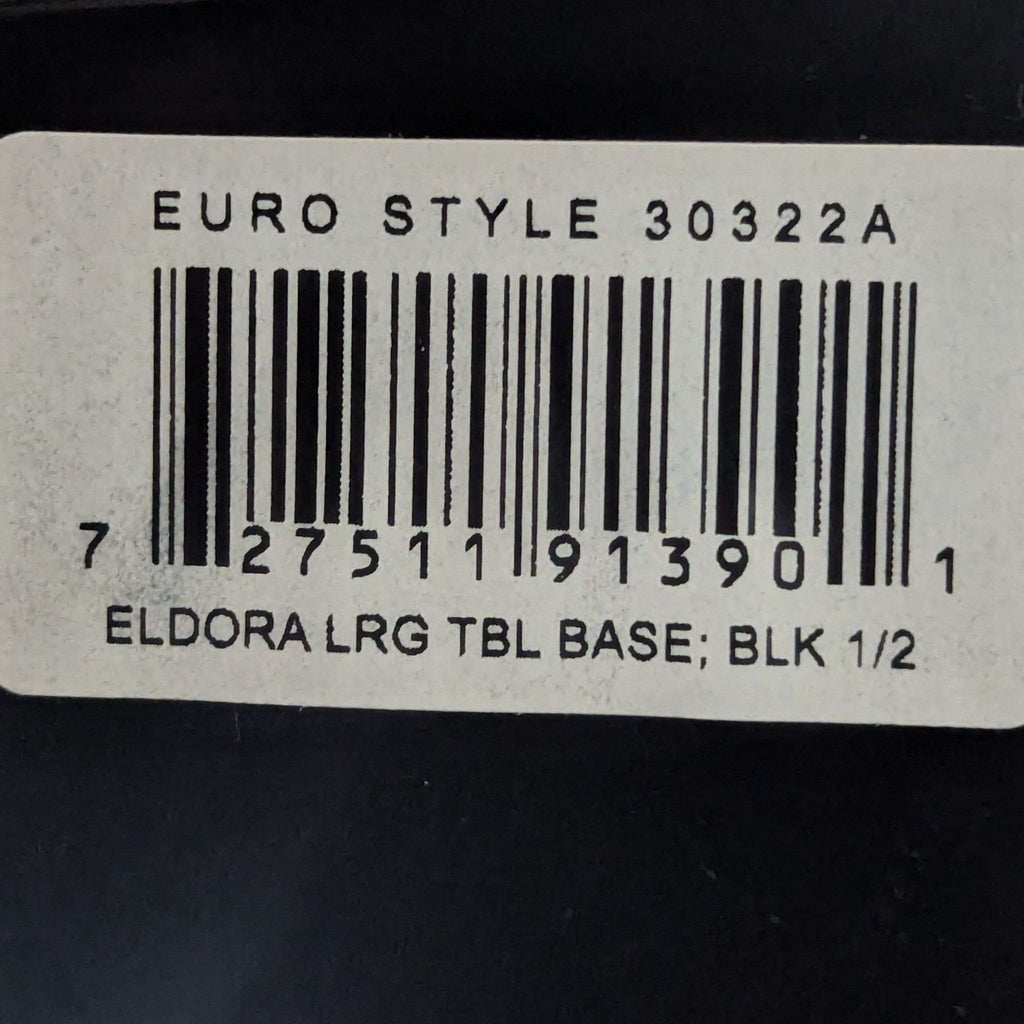 EURO STYLE 30322A
7 27511 91390 1
ELDORA LRG TBL BASE; BLK 1/2